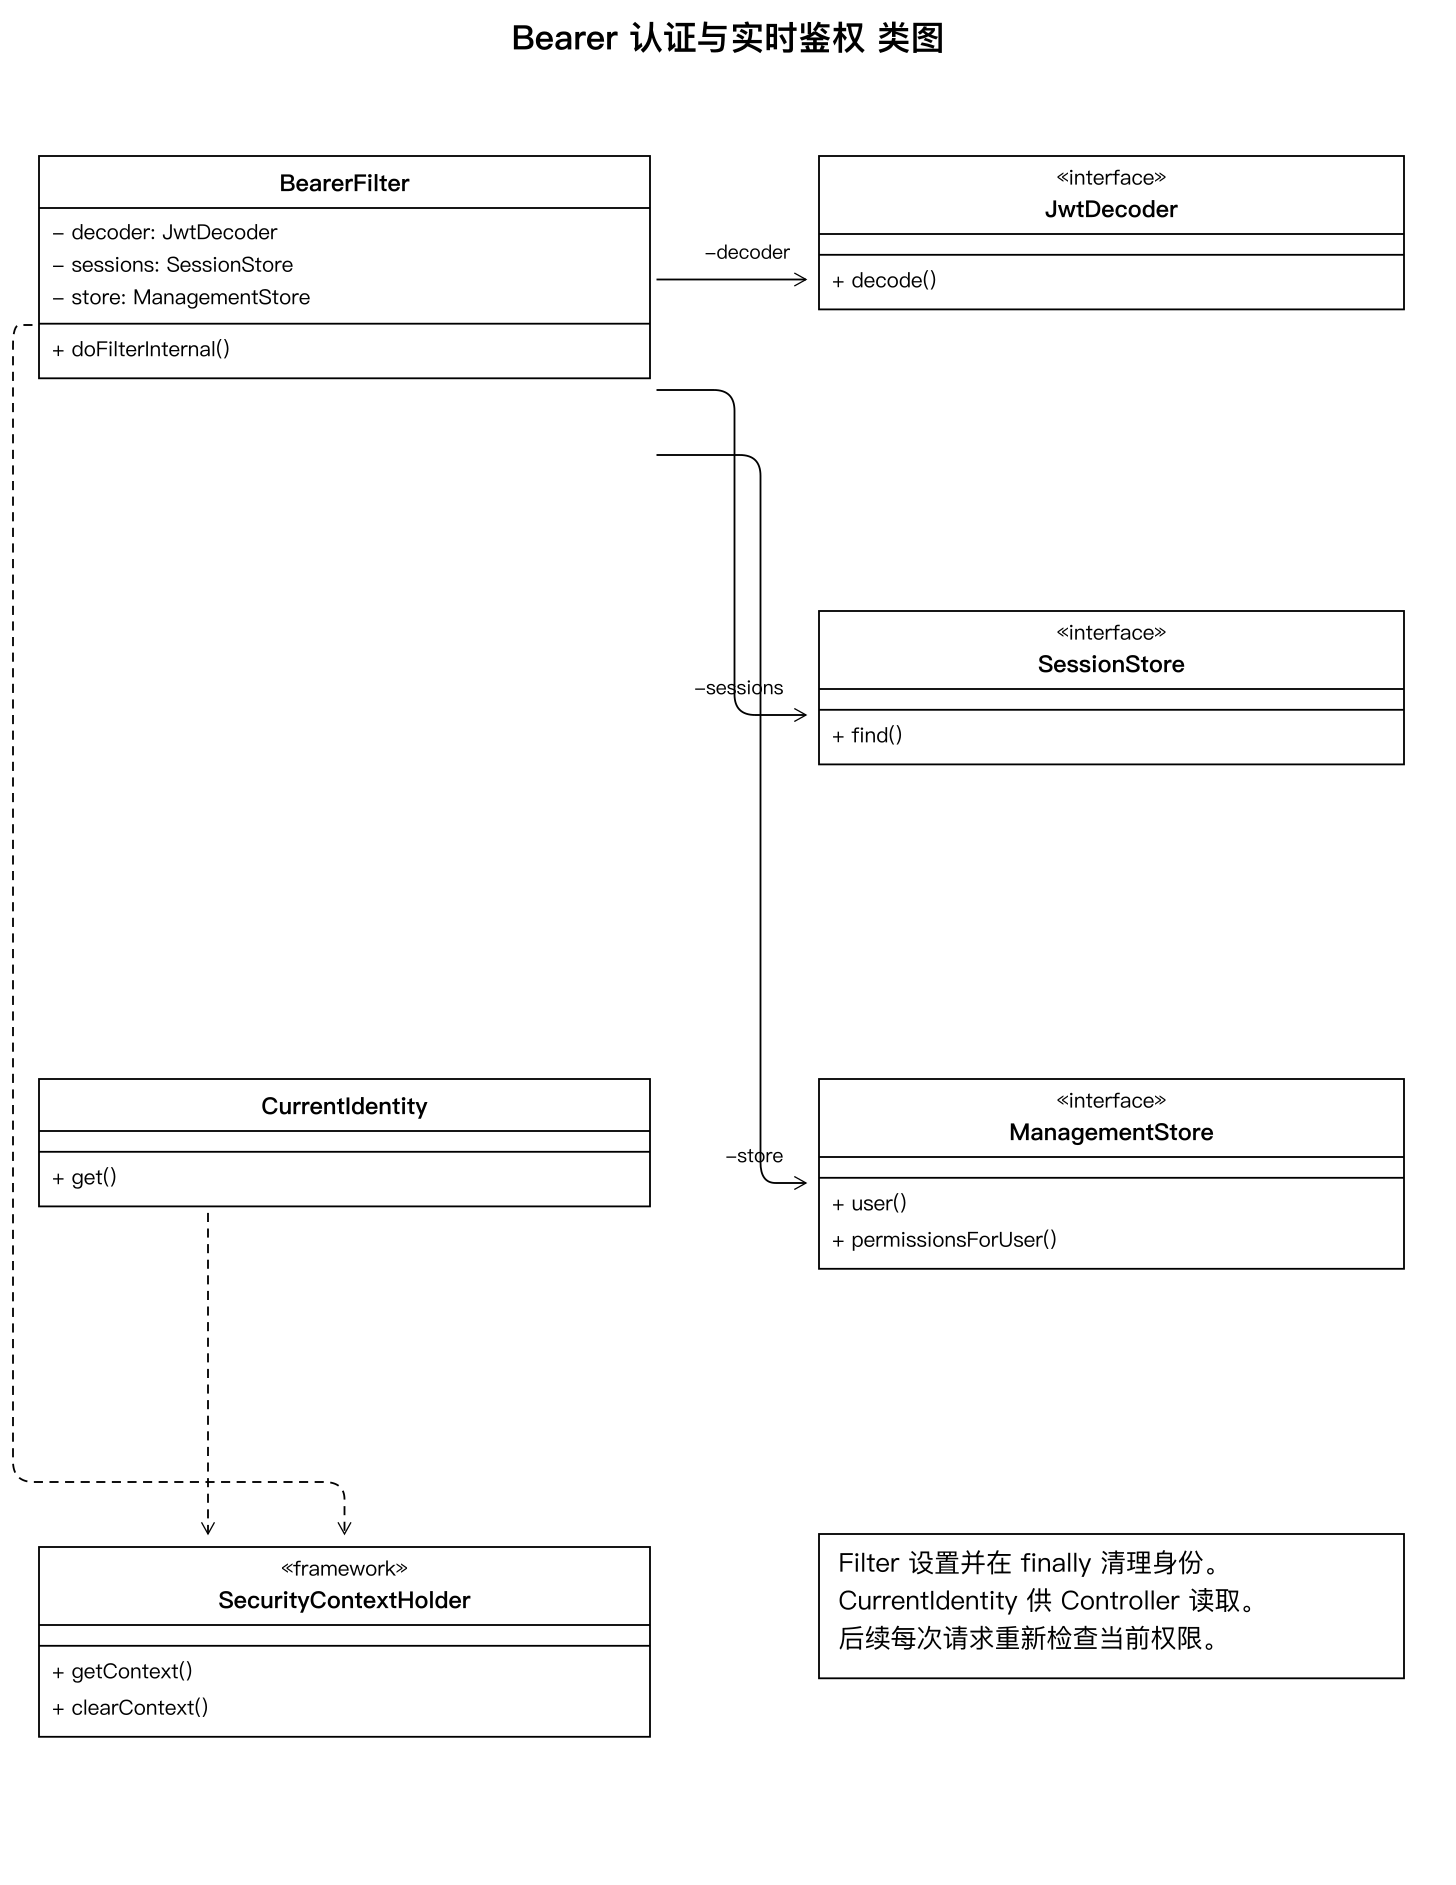 Bearer 认证与实时鉴权 类图
BearerFilter
– decoder: JwtDecoder
– sessions: SessionStore
– store: ManagementStore
+ doFilterInternal()
–decoder
«interface»
JwtDecoder
+ decode()
–sessions
«interface»
SessionStore
+ find()
CurrentIdentity
+ get()
–store
«interface»
ManagementStore
+ user()
+ permissionsForUser()
«framework»
SecurityContextHolder
+ getContext()
+ clearContext()
Filter 设置并在 finally 清理身份。
CurrentIdentity 供 Controller 读取。
后续每次请求重新检查当前权限。